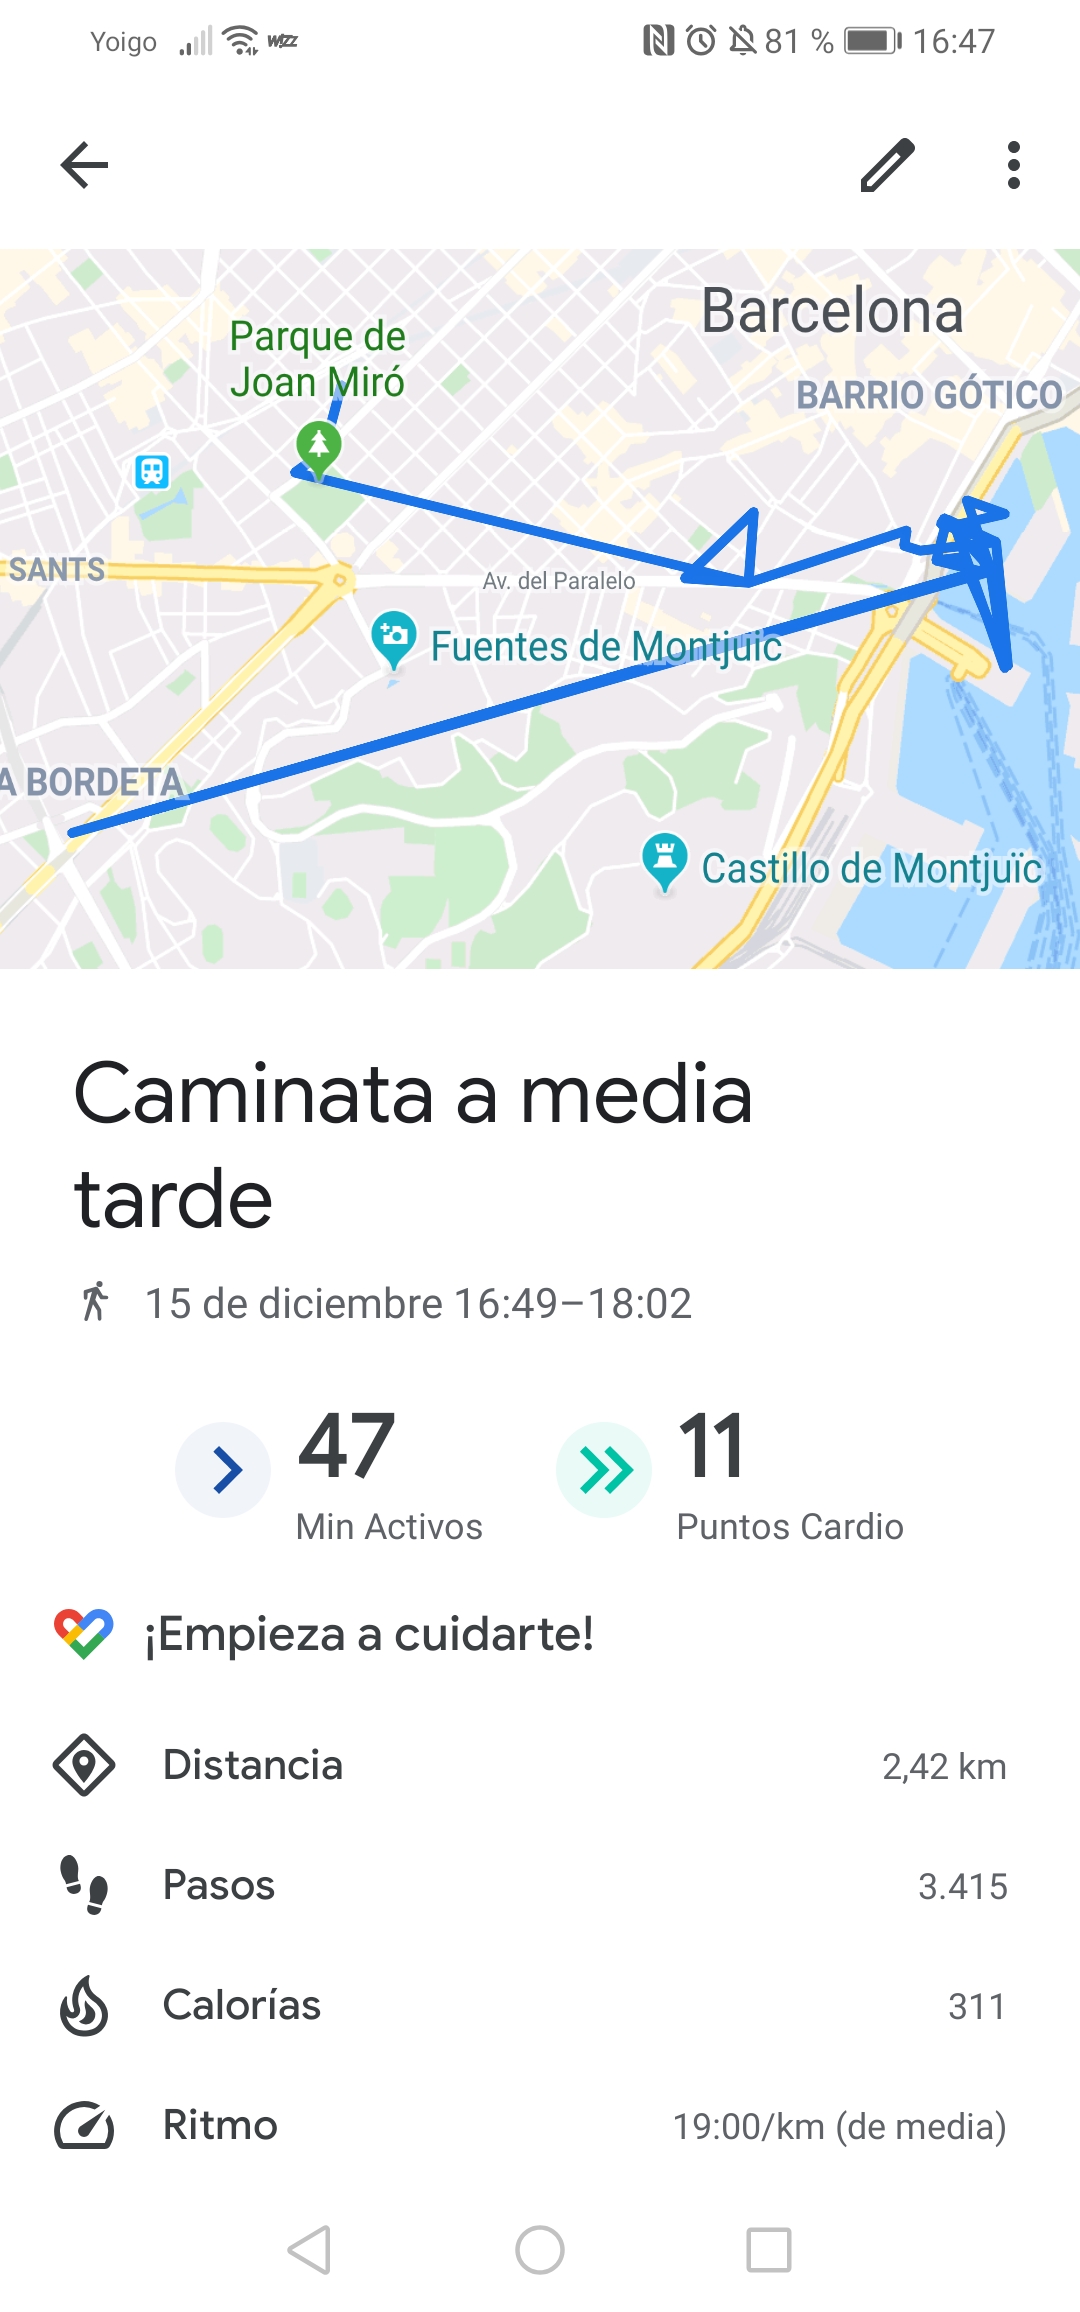 Yoigo WIZZ 81 % 16:47
Barcelona
Parque de
Joan Miró
BARRIO GÓTICO
SANTS
Av. del Paralelo
Fuentes de Montjuic
A BORDETA
Castillo de Montjuïc
Caminata a media
tarde
15 de diciembre 16:49–18:02
47 11
Min Activos Puntos Cardio
¡Empieza a cuidarte!
Distancia 2,42 km
Pasos 3.415
Calorías 311
Ritmo 19:00/km (de media)